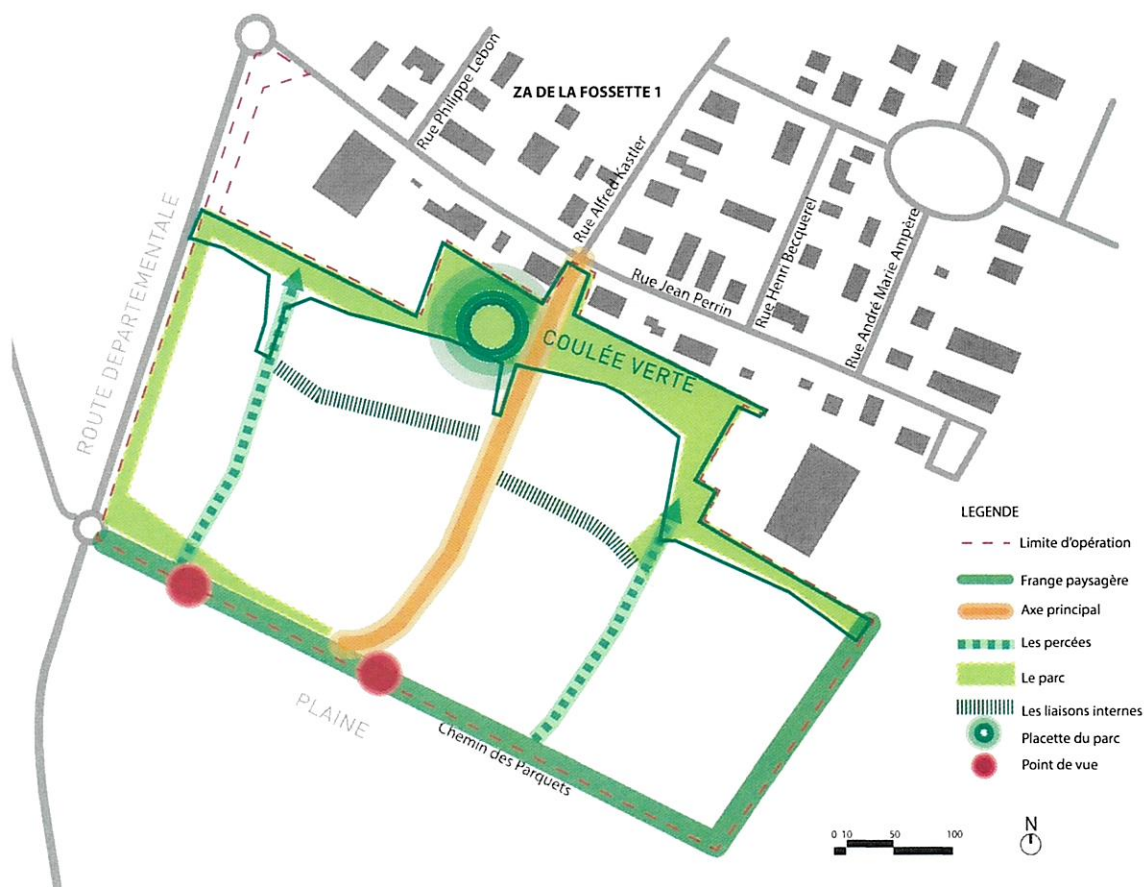 ZA DE LA FOSSETTE 1
Rue Philippe Lebon
Rue Alfred Kastler
Rue Jean Perrin
Rue Henri Becquerel
Rue André Marie Ampère
ROUTE DEPARTEMENTALE
COULÉE VERTE
PLAINE
Chemin des Parquets
LEGENDE
Limite d'opération
Frange paysagère
Axe principal
Les percées
Le parc
Les liaisons internes
Placette du parc
Point de vue
0 10 50 100
N